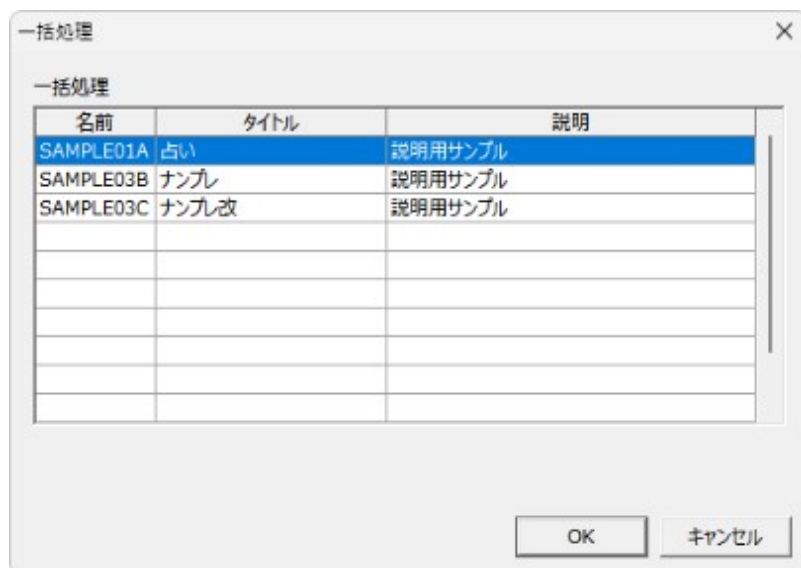 一括処理
一括処理
名前 タイトル 説明
SAMPLE01A 占い 説明用サンプル
SAMPLE03B ナンプレ 説明用サンプル
SAMPLE03C ナンプレ改 説明用サンプル
OK キャンセル